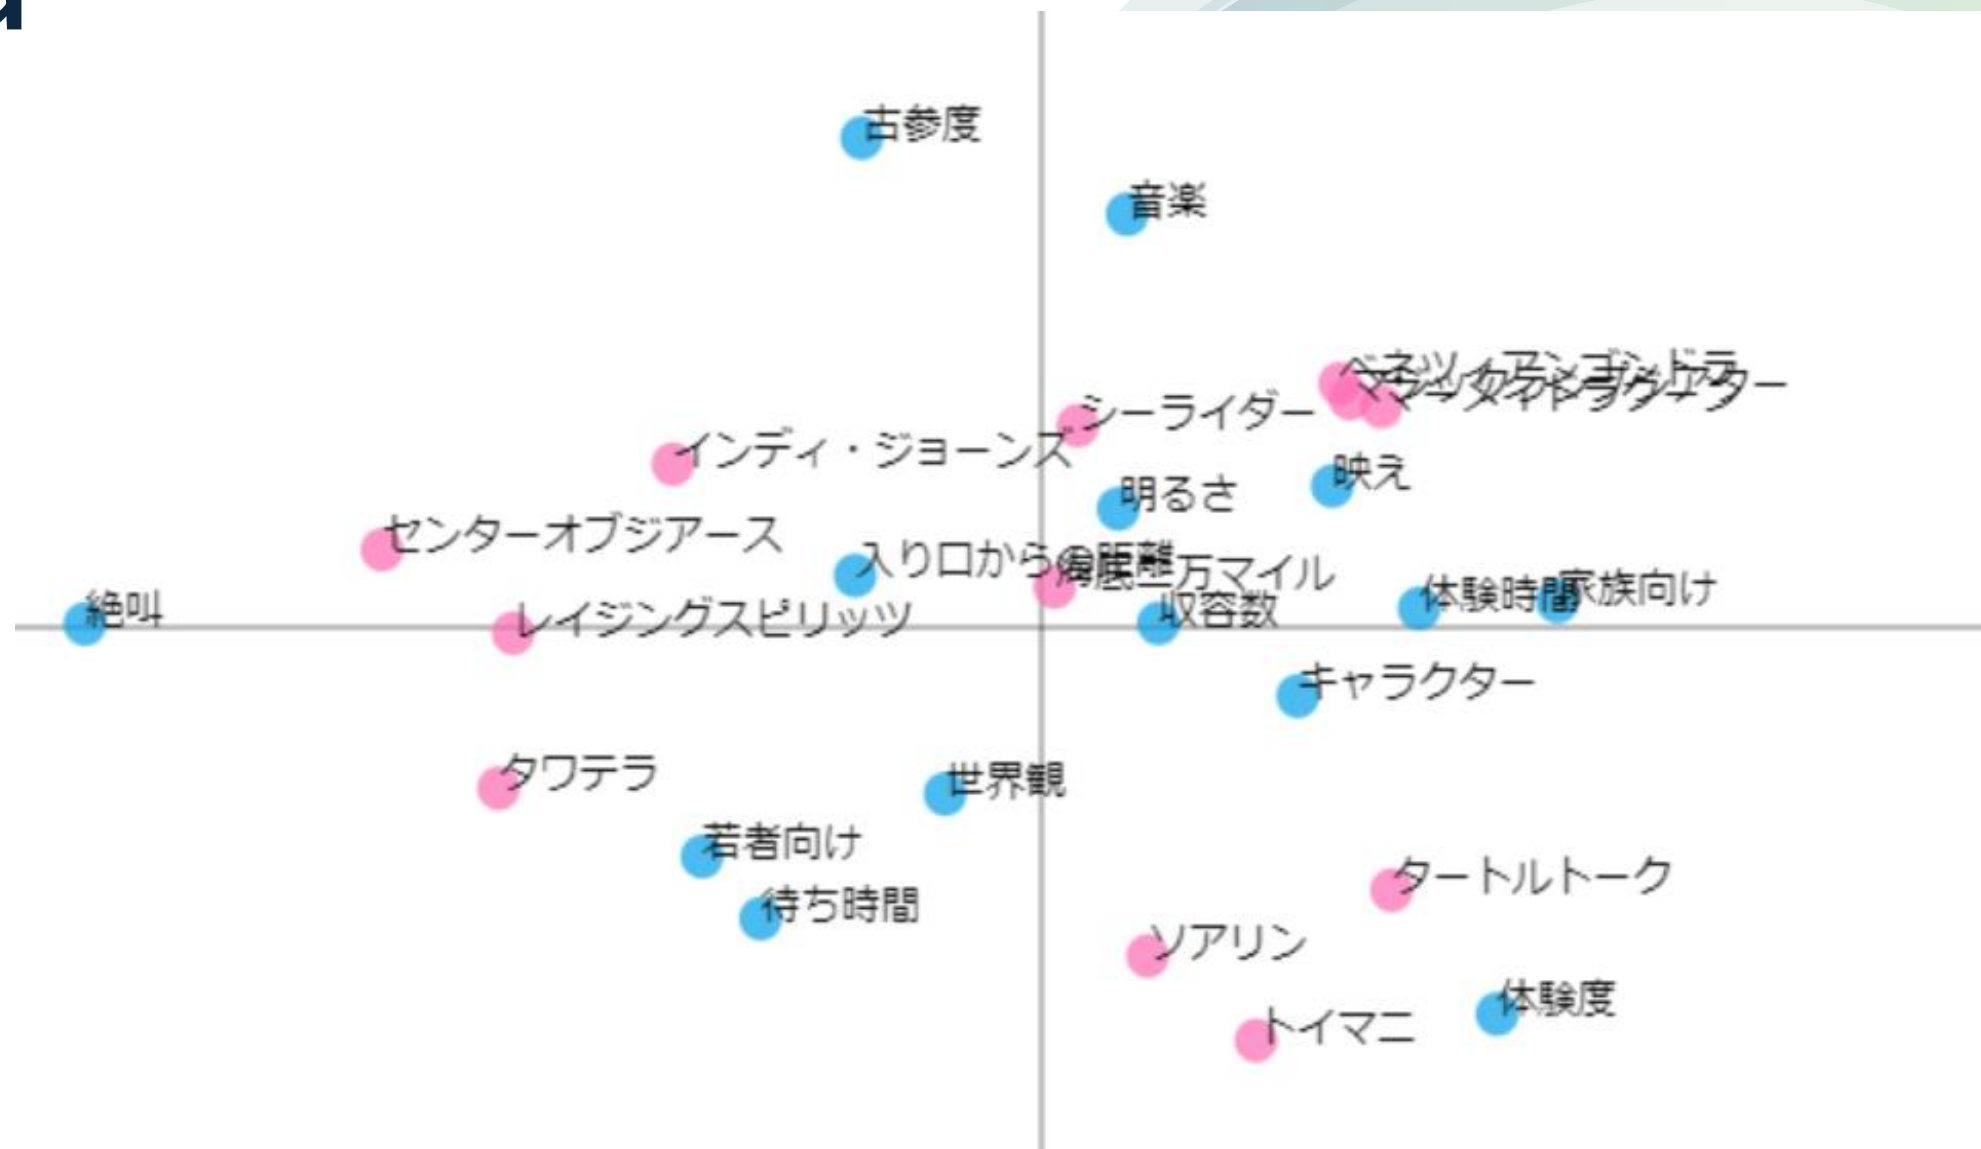 古参度
音楽
シーライダー
インディ・ジョーンズ
映え
明るさ
センターオブジアース
入り口からの距離
海底二万マイル
体験時間
家族向け
絶叫
収容数
レイジングスピリッツ
キャラクター
タワテラ
世界観
若者向け
タートルトーク
待ち時間
ソアリン
体験度
トイマニ